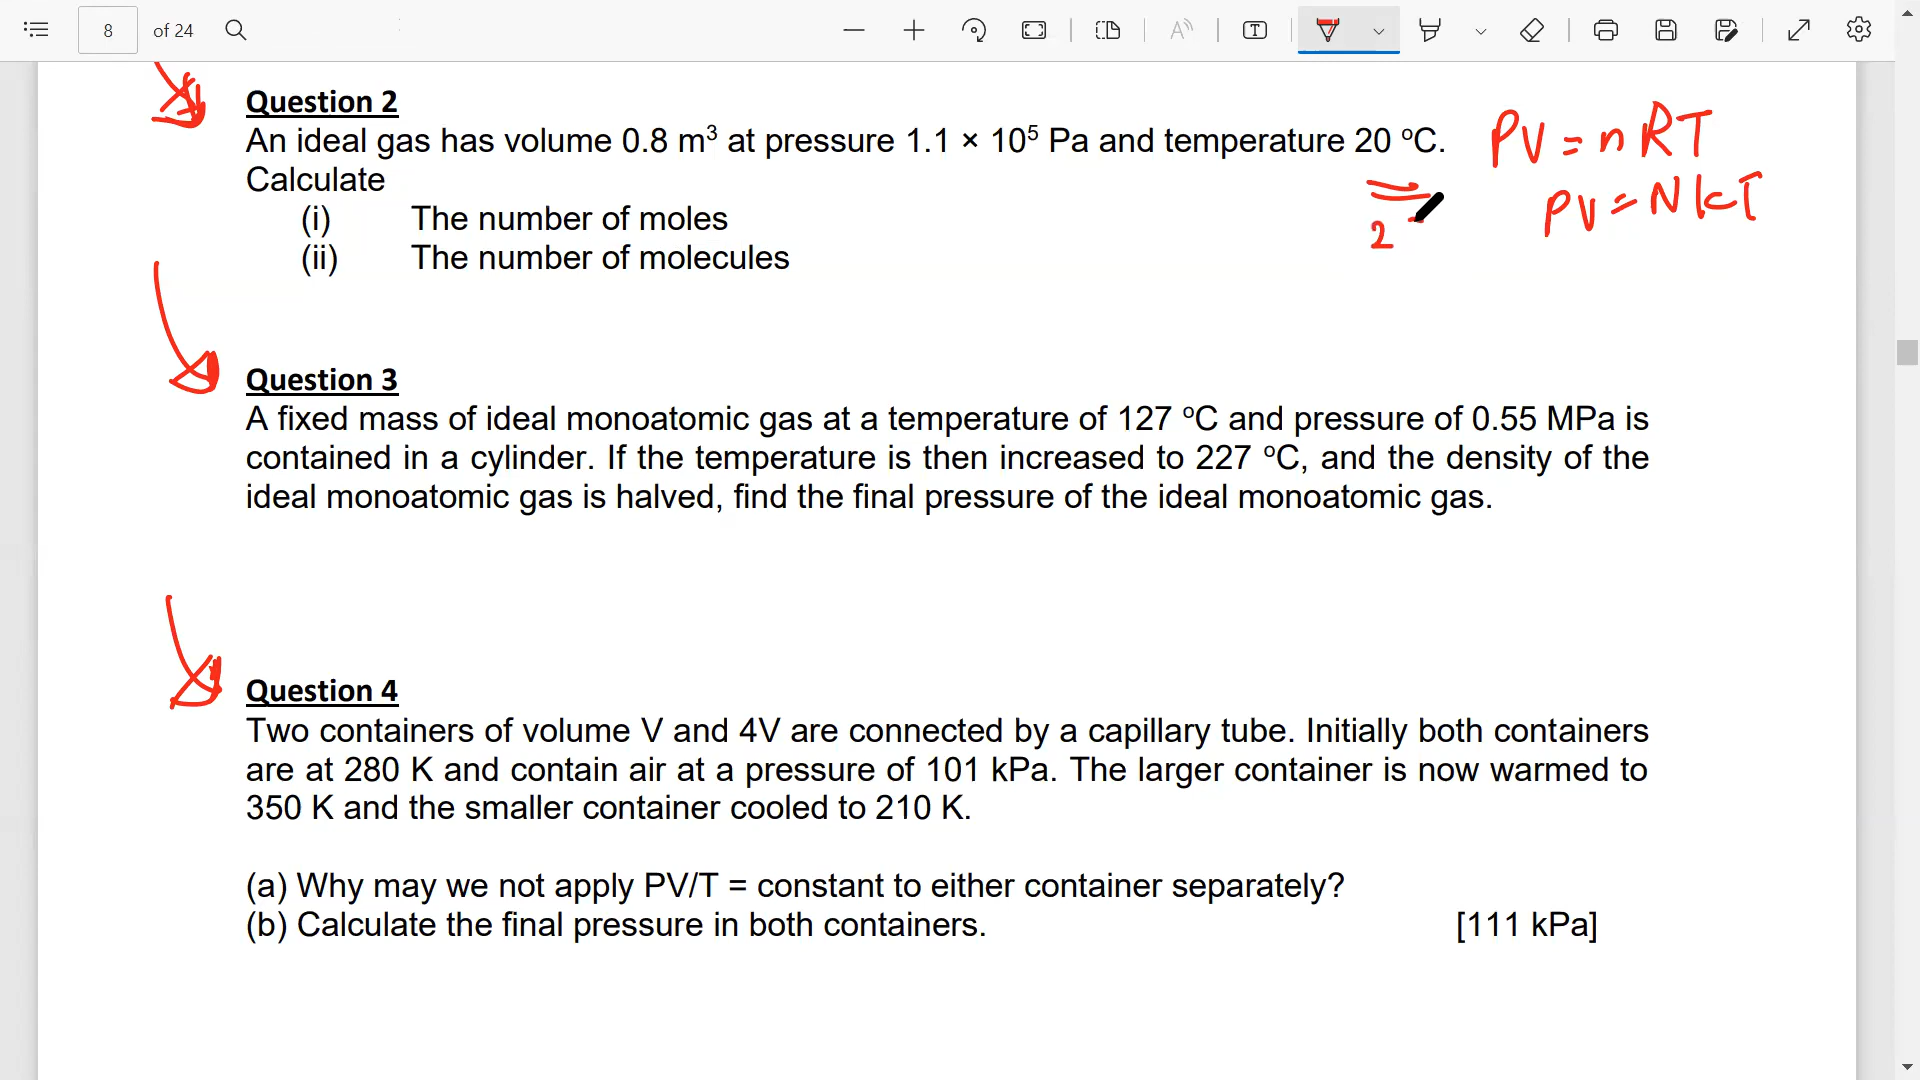 8 of 24
Question 2
An ideal gas has volume 0.8 m³ at pressure 1.1 × 10⁵ Pa and temperature 20 ᵒC.
Calculate
(i) The number of moles
(ii) The number of molecules
PV = nRT
PV = NkT
2
Question 3
A fixed mass of ideal monoatomic gas at a temperature of 127 ᵒC and pressure of 0.55 MPa is
contained in a cylinder. If the temperature is then increased to 227 ᵒC, and the density of the
ideal monoatomic gas is halved, find the final pressure of the ideal monoatomic gas.
Question 4
Two containers of volume V and 4V are connected by a capillary tube. Initially both containers
are at 280 K and contain air at a pressure of 101 kPa. The larger container is now warmed to
350 K and the smaller container cooled to 210 K.
(a) Why may we not apply PV/T = constant to either container separately?
(b) Calculate the final pressure in both containers. [111 kPa]